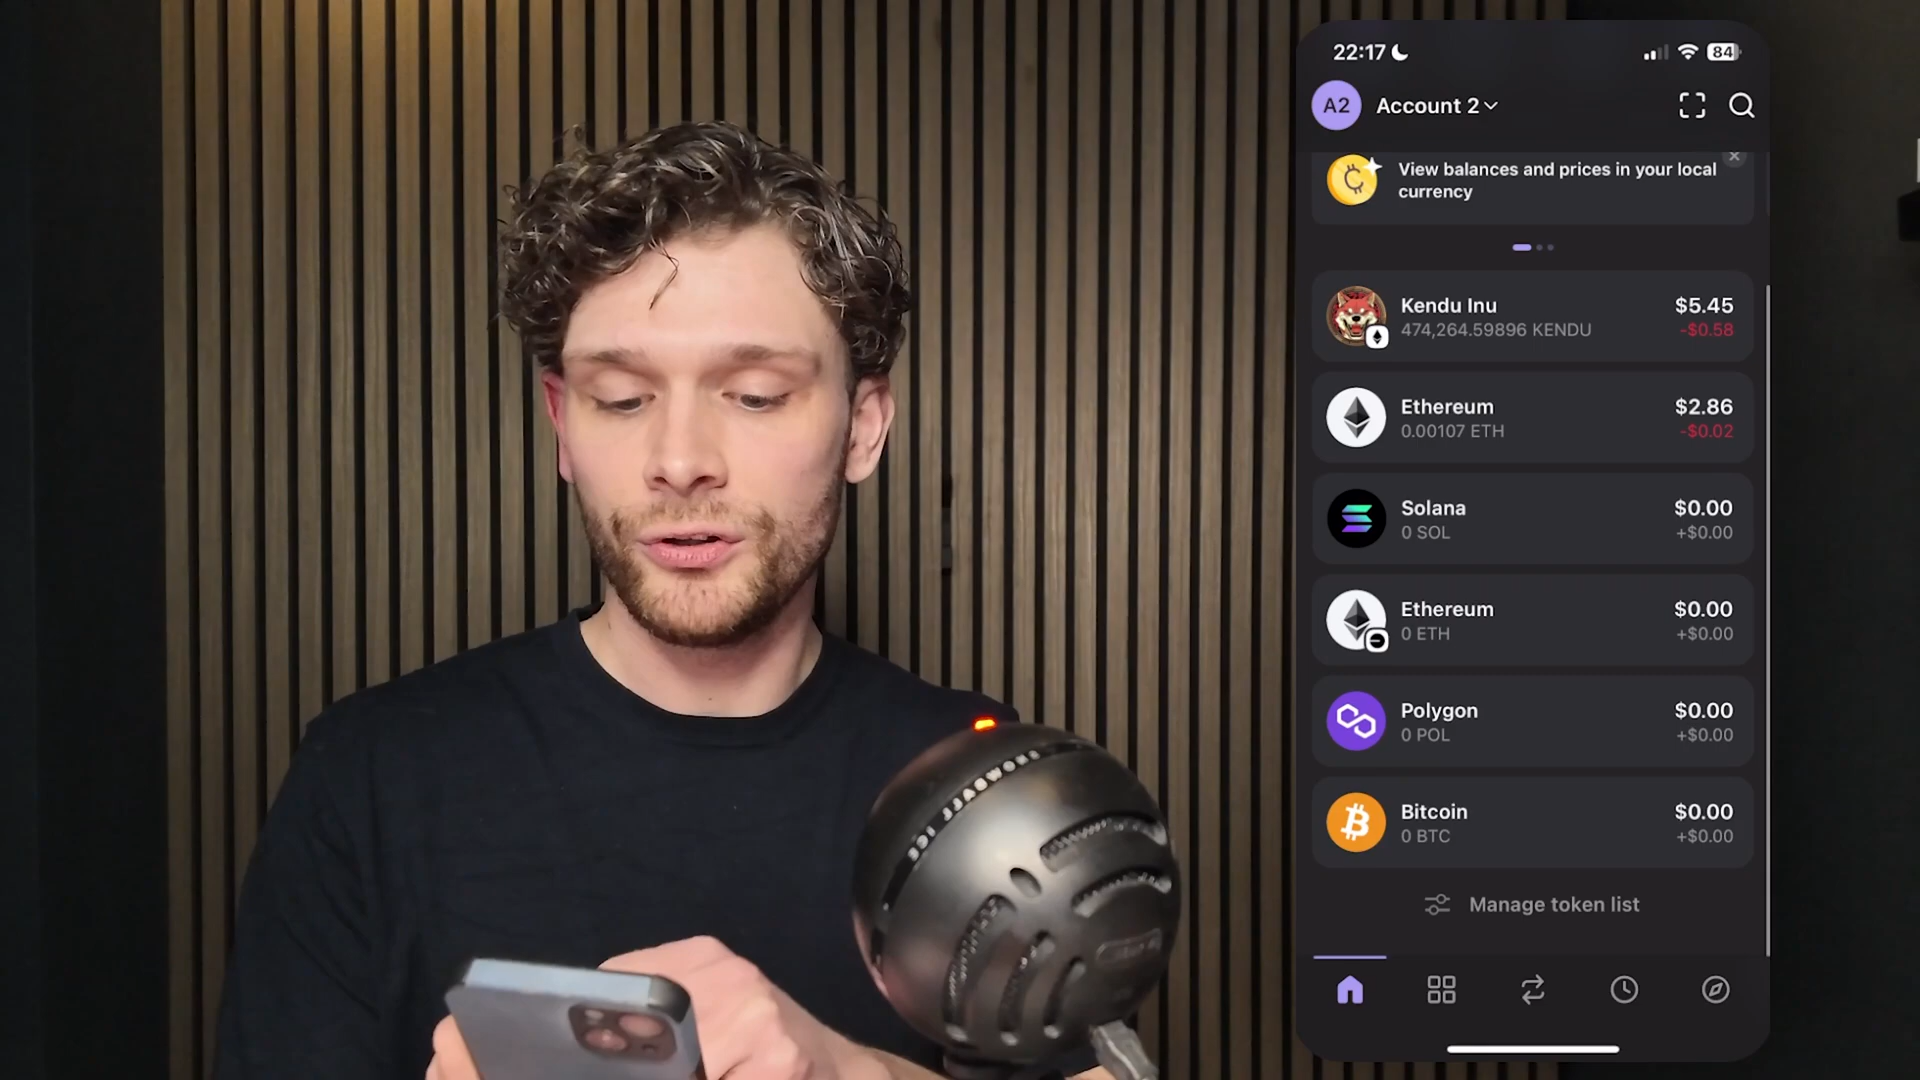 22:17
84
A2
Account 2
View balances and prices in your local
currency
Kendu Inu
$5.45
474,264.59896 KENDU
-$0.58
Ethereum
$2.86
0.00107 ETH
-$0.02
Solana
$0.00
0 SOL
+$0.00
Ethereum
$0.00
0 ETH
+$0.00
Polygon
$0.00
0 POL
+$0.00
Bitcoin
$0.00
0 BTC
+$0.00
Manage token list
SNOWBALL ICE